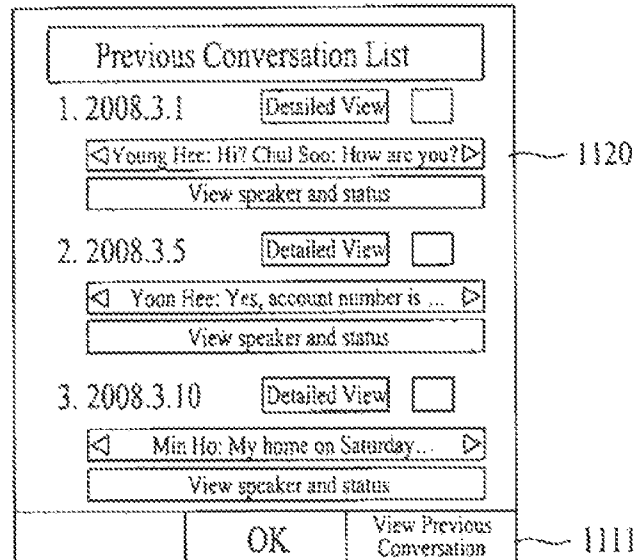 Previous Conversation List
1. 2008.3.1 Detailed View
Young Hee: Hi? Chul Soo: How are you?
1120
View speaker and status
2. 2008.3.5 Detailed View
Yoon Hee: Yes, account number is ...
View speaker and status
3. 2008.3.10 Detailed View
Min Ho: My home on Saturday...
View speaker and status
OK
View Previous
Conversation
1111